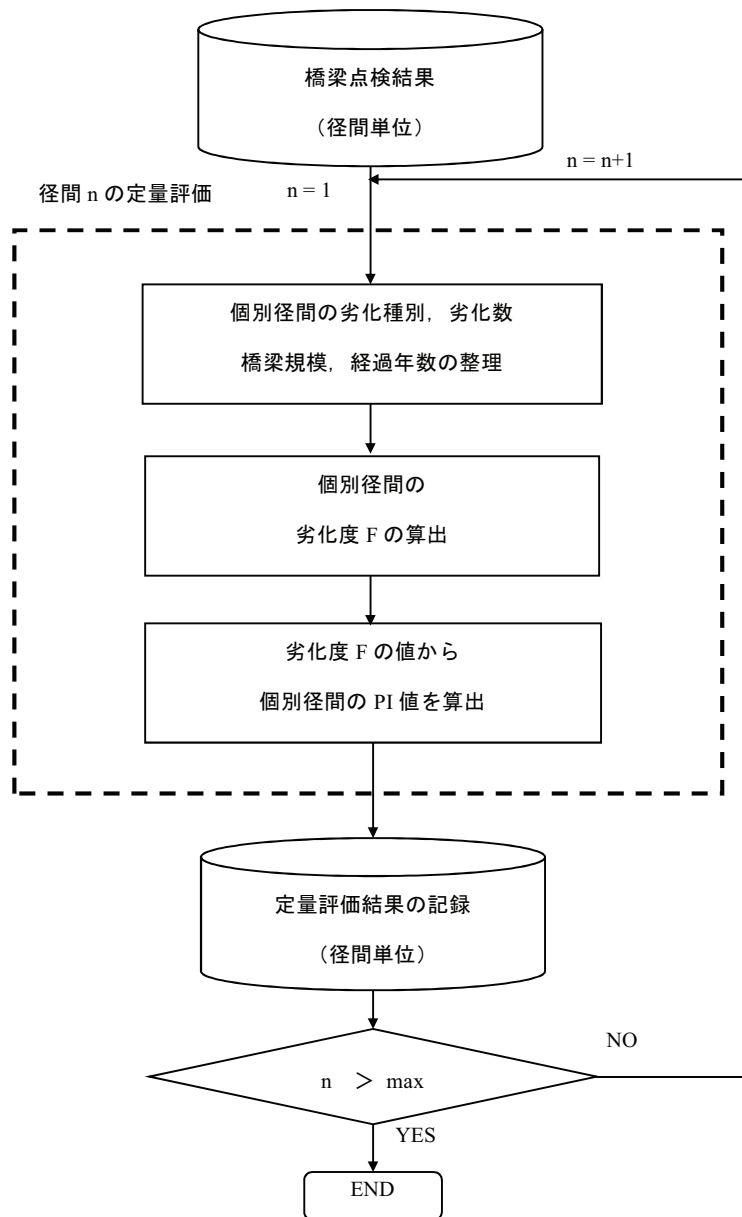 橋梁点検結果
（径間単位）
n = n+1
径間 n の定量評価
n = 1
個別径間の劣化種別，劣化数
橋梁規模，経過年数の整理
個別径間の
劣化度 F の算出
劣化度 F の値から
個別径間の PI 値を算出
定量評価結果の記録
（径間単位）
NO
n ＞ max
YES
END